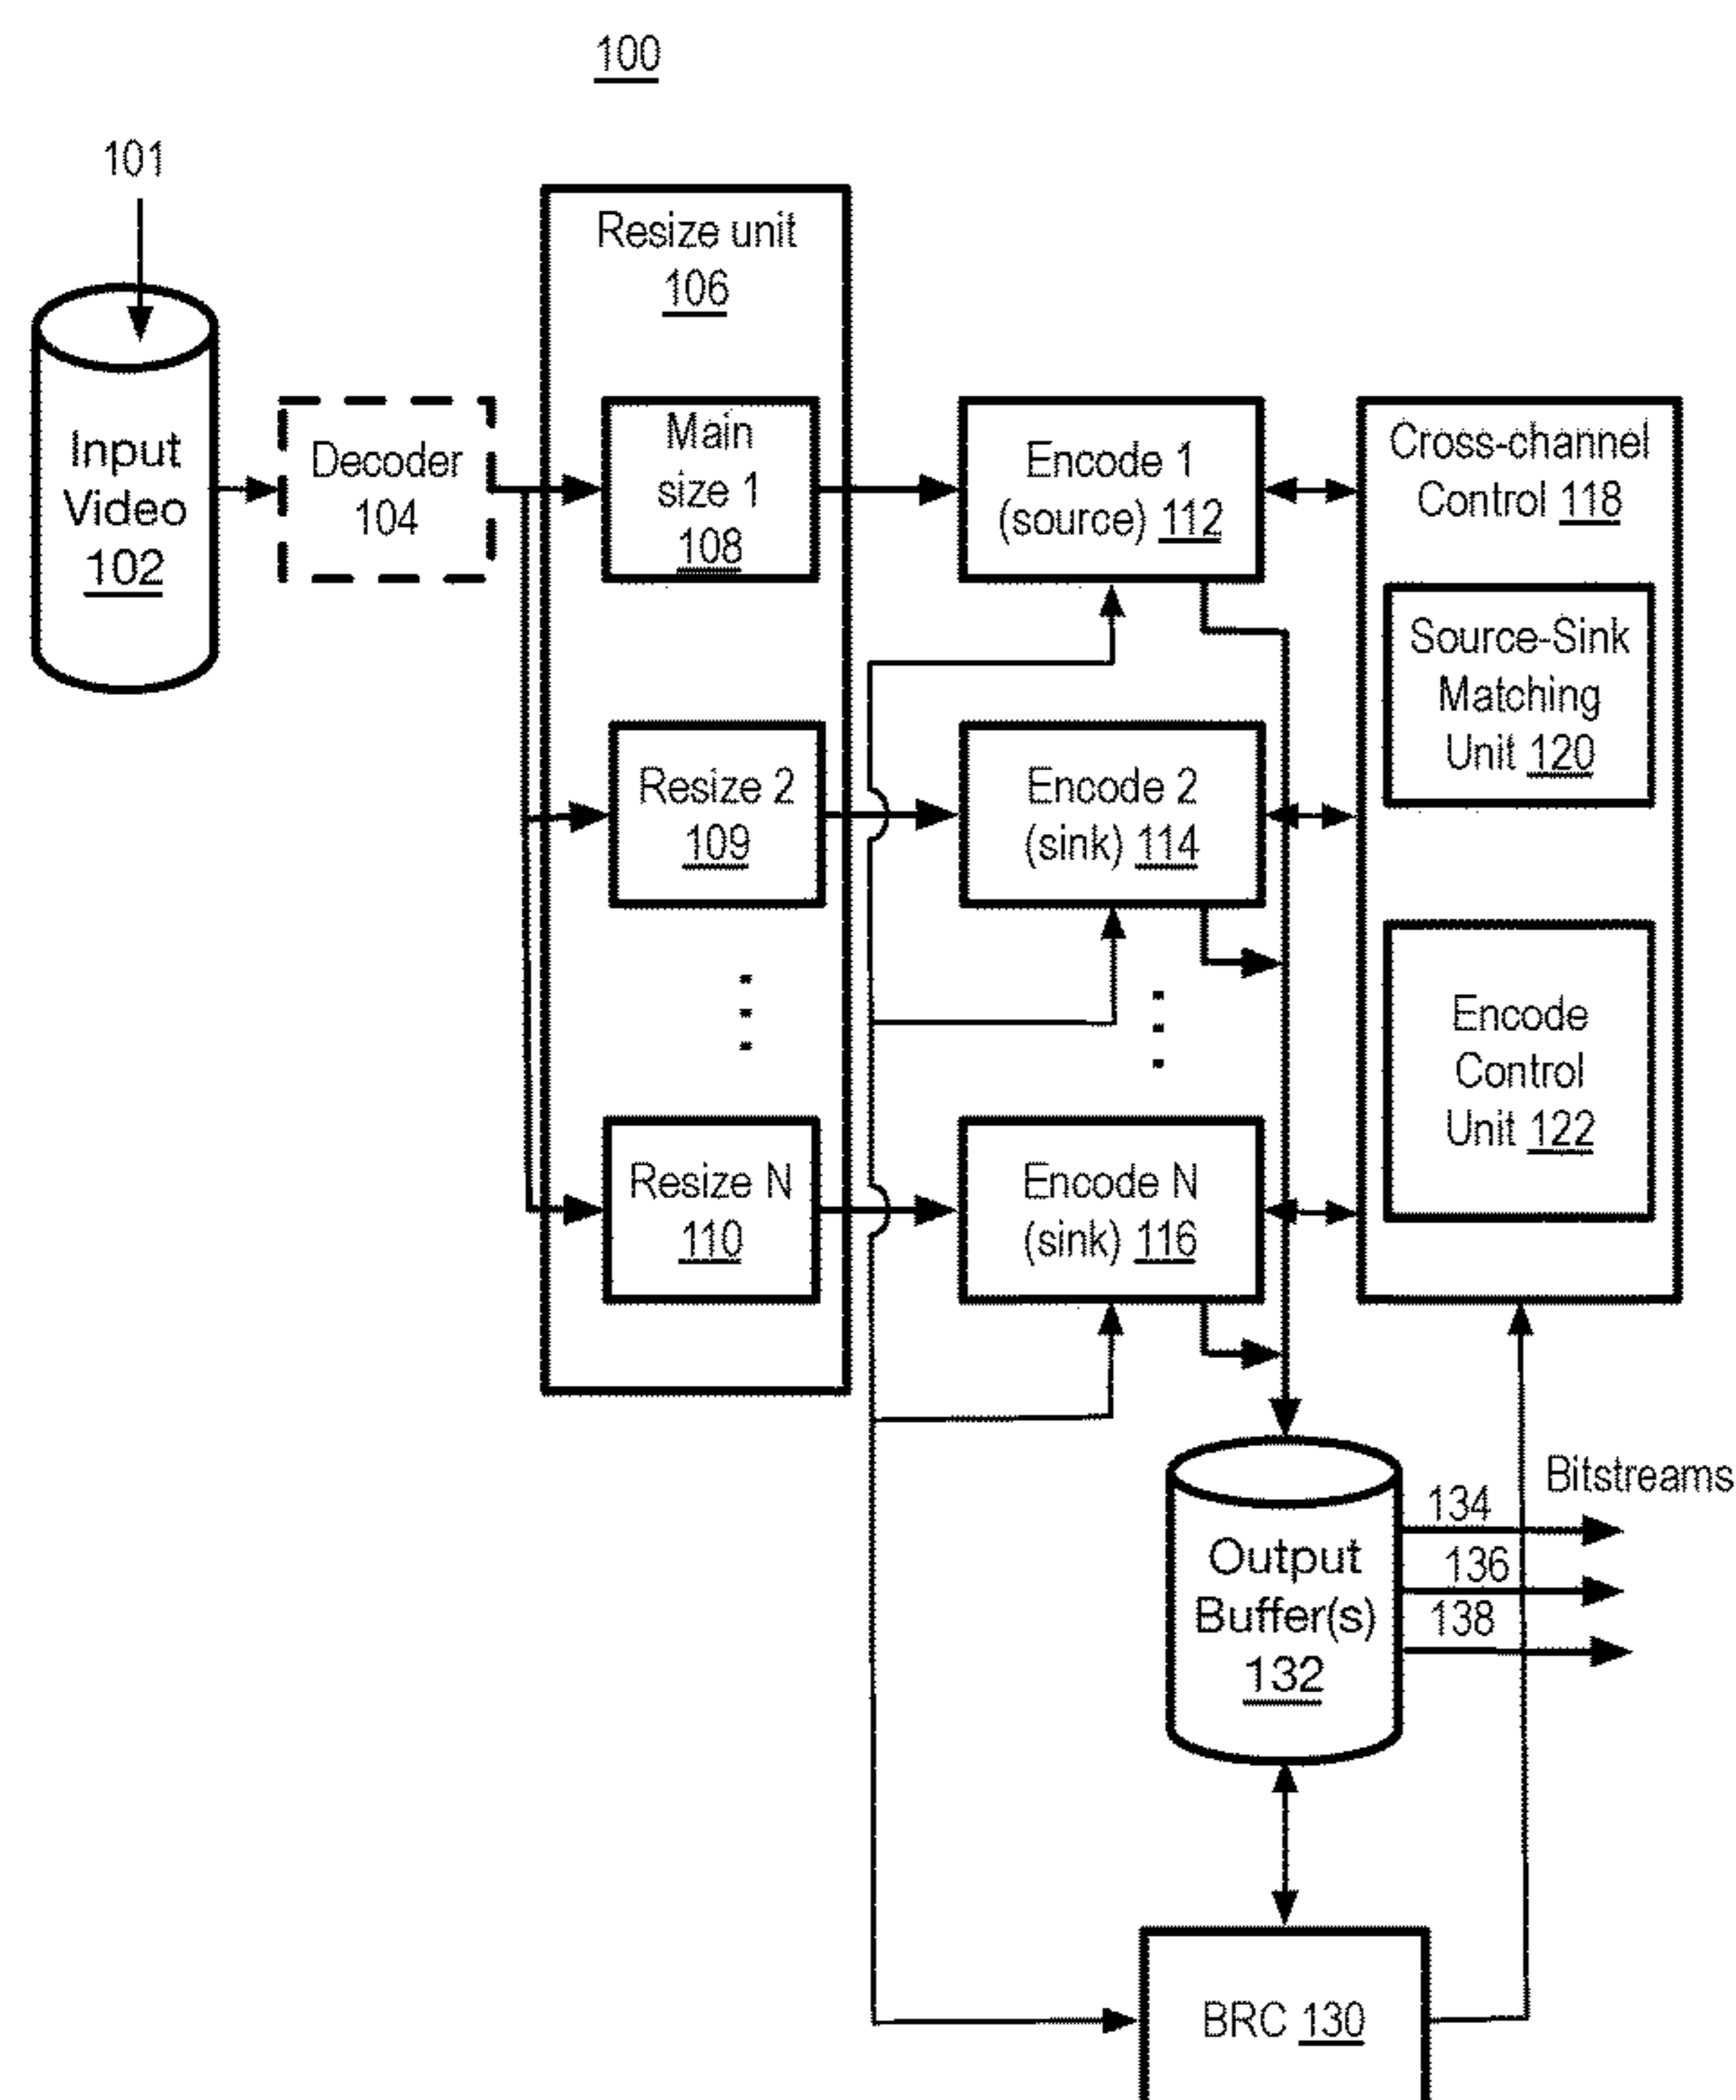 100
101
Input
Video
102
Decoder
104
Resize unit
106
Main
size 1
108
Resize 2
109
Resize N
110
Encode 1
(source) 112
Encode 2
(sink) 114
Encode N
(sink) 116
Cross-channel
Control 118
Source-Sink
Matching
Unit 120
Encode
Control
Unit 122
Output
Buffer(s)
132
Bitstreams
134
136
138
BRC 130